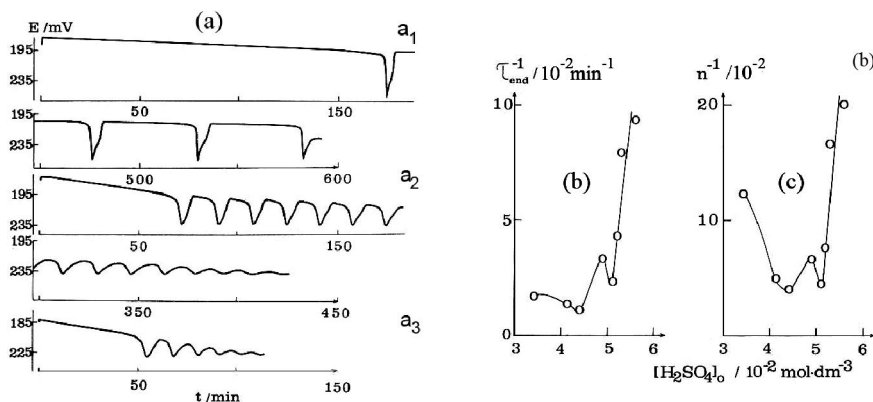 (a)
E /mV
a1
195
235
50
150
195
235
500
600
a2
195
235
50
150
195
235
350
450
a3
185
225
50
150
t /min
(b)
τ⁻¹end / 10⁻² min⁻¹
10
5
0
3 4 5 6
(b)
n⁻¹ / 10⁻²
20
10
0
3 4 5 6
(c)
[H₂SO₄]₀ / 10⁻² mol·dm⁻³